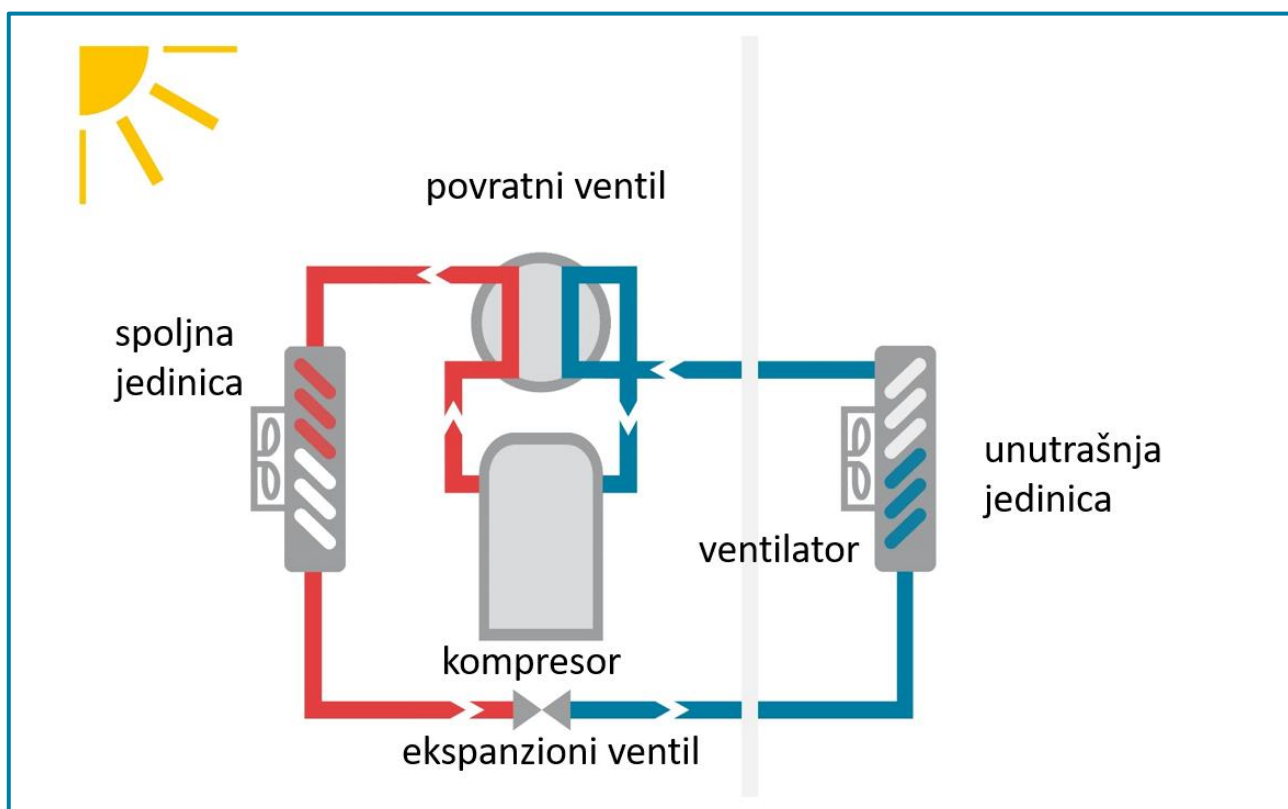 povratni ventil
spoljna
jedinica
unutrašnja
jedinica
ventilator
kompresor
ekspanzioni ventil